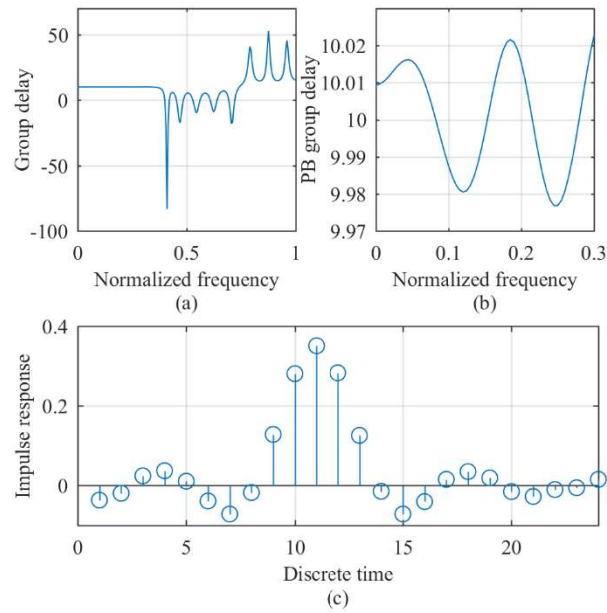 50
0
-50
-100
Group delay
0
0.5
1
Normalized frequency
(a)
10.02
10.01
10
9.99
9.98
9.97
PB group delay
0
0.1
0.2
0.3
Normalized frequency
(b)
0.4
0.2
0
Impulse response
0
5
10
15
20
Discrete time
(c)